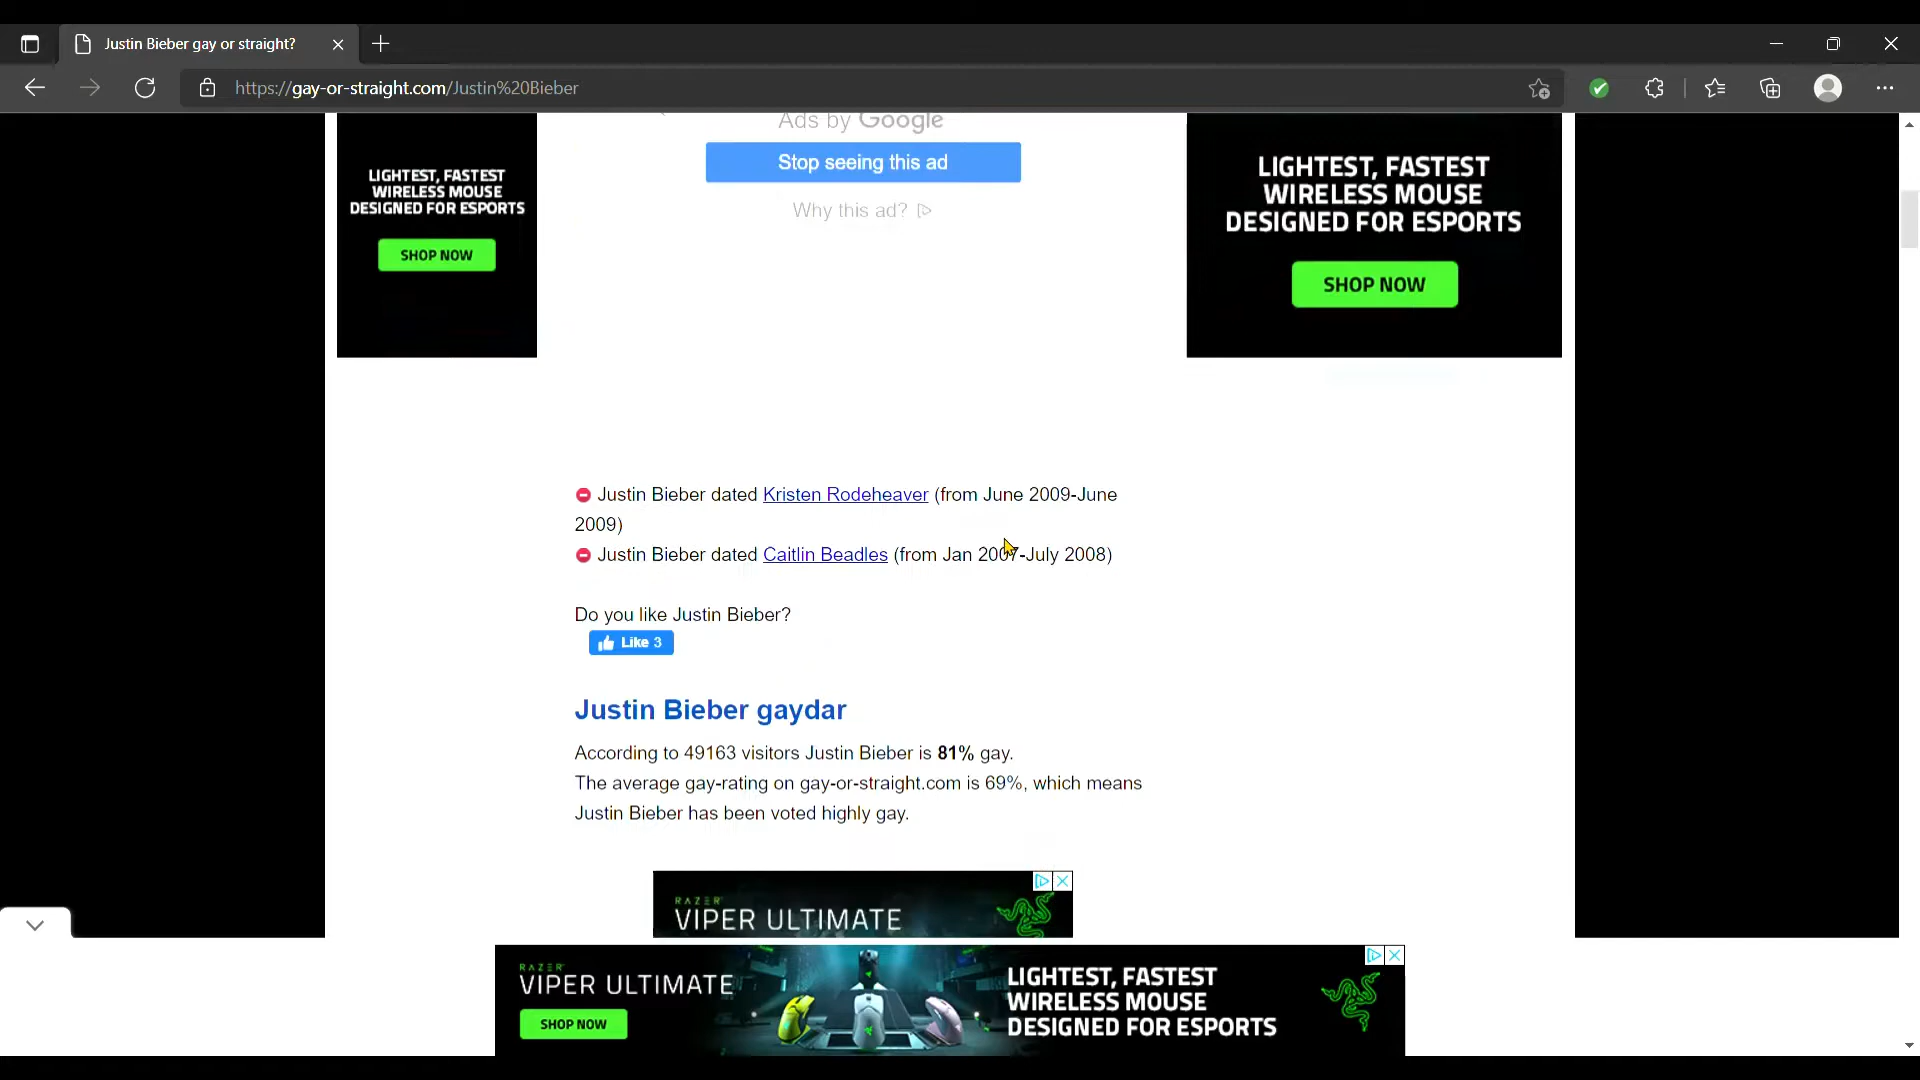 Justin Bieber gay or straight?
https://gay-or-straight.com/Justin%20Bieber
Ads by Google
Stop seeing this ad
Why this ad?
LIGHTEST, FASTEST
WIRELESS MOUSE
DESIGNED FOR ESPORTS
SHOP NOW
LIGHTEST, FASTEST
WIRELESS MOUSE
DESIGNED FOR ESPORTS
SHOP NOW
Justin Bieber dated Kristen Rodeheaver (from June 2009-June
2009)
Justin Bieber dated Caitlin Beadles (from Jan 2007-July 2008)
Do you like Justin Bieber?
Like 3
Justin Bieber gaydar
According to 49163 visitors Justin Bieber is 81% gay.
The average gay-rating on gay-or-straight.com is 69%, which means
Justin Bieber has been voted highly gay.
RAZER
VIPER ULTIMATE
RAZER
VIPER ULTIMATE
SHOP NOW
LIGHTEST, FASTEST
WIRELESS MOUSE
DESIGNED FOR ESPORTS